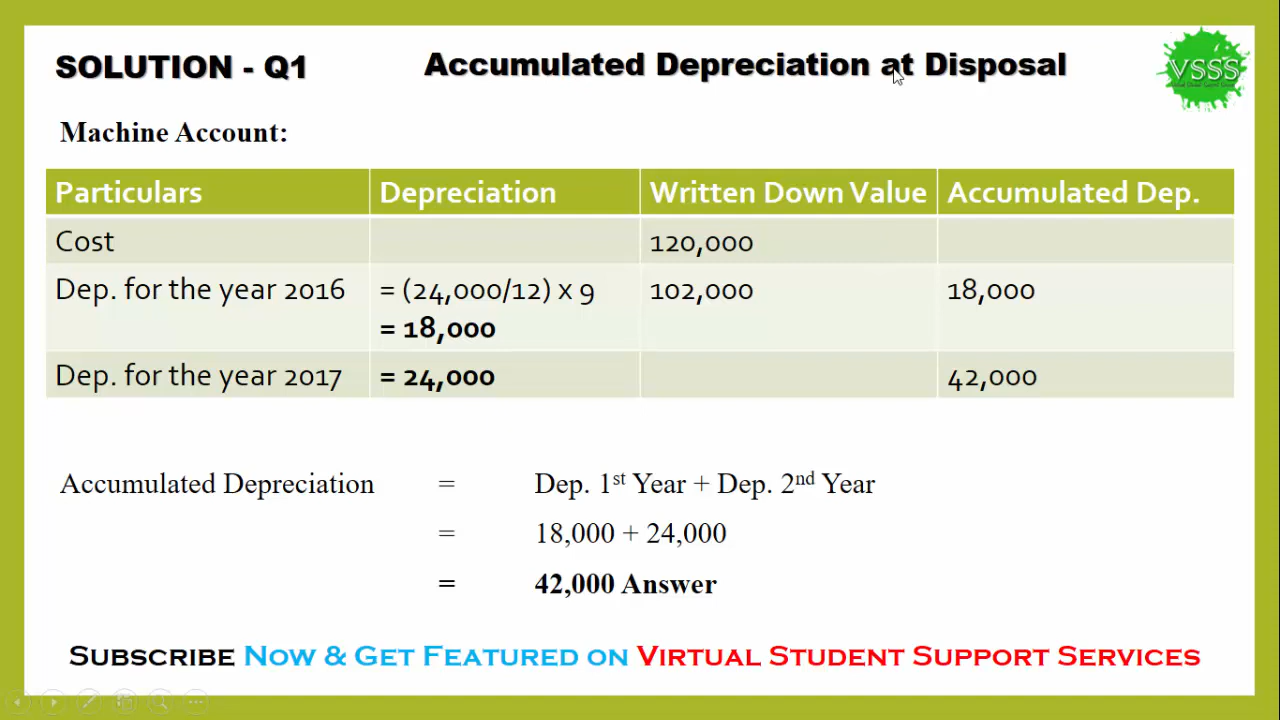 SOLUTION - Q1
Accumulated Depreciation at Disposal
VSSS
Machine Account:
Particulars Depreciation Written Down Value Accumulated Dep.
Cost 120,000
Dep. for the year 2016 = (24,000/12) x 9 102,000 18,000
= 18,000
Dep. for the year 2017 = 24,000 42,000
Accumulated Depreciation = Dep. 1st Year + Dep. 2nd Year
= 18,000 + 24,000
= 42,000 Answer
SUBSCRIBE NOW & GET FEATURED ON VIRTUAL STUDENT SUPPORT SERVICES